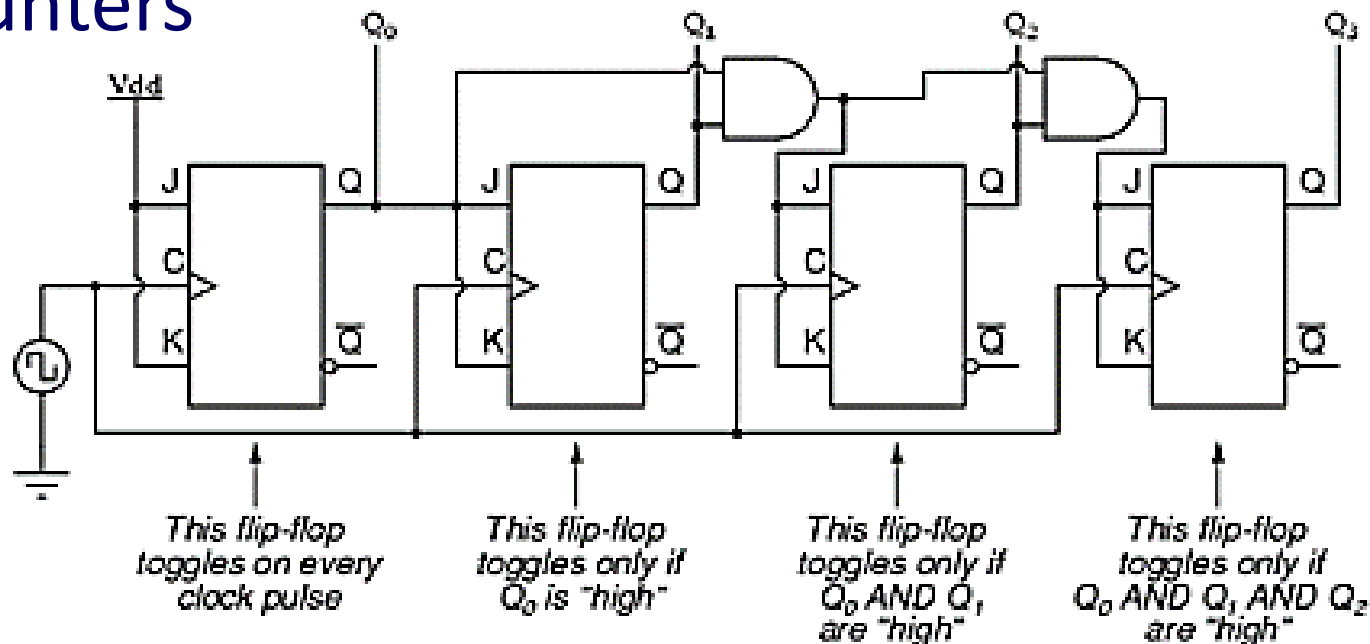 unters
Q₀ Q₁ Q₂ Q₃
Vdd
J Q J Q J Q J Q
C C C C
K Q̅ K Q̅ K Q̅ K Q̅
This flip-flop
toggles on every
clock pulse
This flip-flop
toggles only if
Q₀ is "high"
This flip-flop
toggles only if
Q₀ AND Q₁
are "high"
This flip-flop
toggles only if
Q₀ AND Q₁ AND Q₂
are "high"